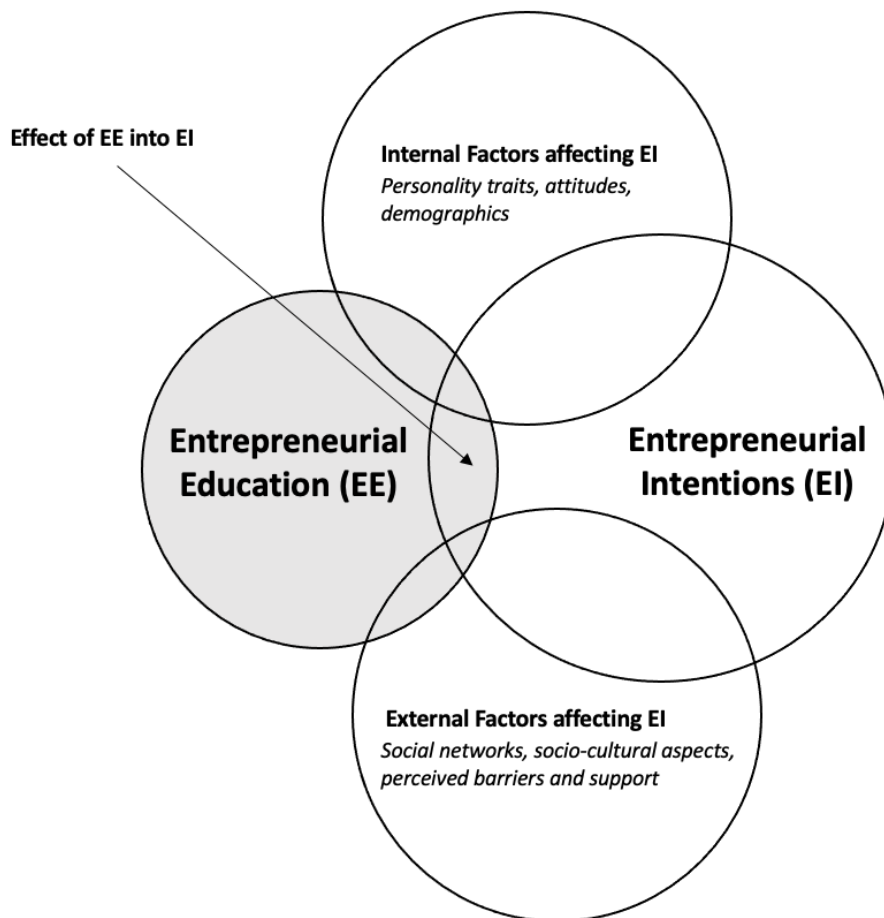 Effect of EE into EI
Internal Factors affecting EI
Personality traits, attitudes,
demographics
Entrepreneurial
Education (EE)
Entrepreneurial
Intentions (EI)
External Factors affecting EI
Social networks, socio-cultural aspects,
perceived barriers and support